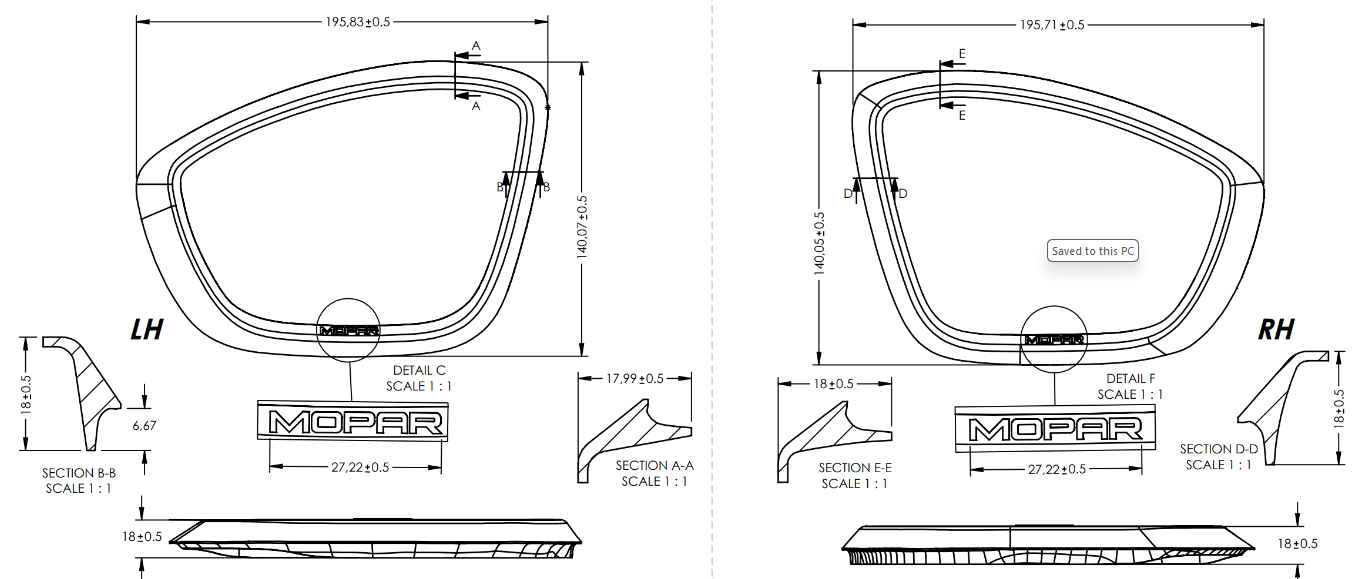 195,83±0.5
A
A
B
B
140,07±0.5
MOPAR
LH
DETAIL C
SCALE 1 : 1
18±0.5
6,67
MOPAR
27,22±0.5
17,99±0.5
SECTION B-B
SCALE 1 : 1
SECTION A-A
SCALE 1 : 1
18±0.5
195,71±0.5
E
E
D
D
140,05±0.5
Saved to this PC
MOPAR
RH
DETAIL F
SCALE 1 : 1
18±0.5
MOPAR
27,22±0.5
18±0.5
SECTION E-E
SCALE 1 : 1
SECTION D-D
SCALE 1 : 1
18±0.5